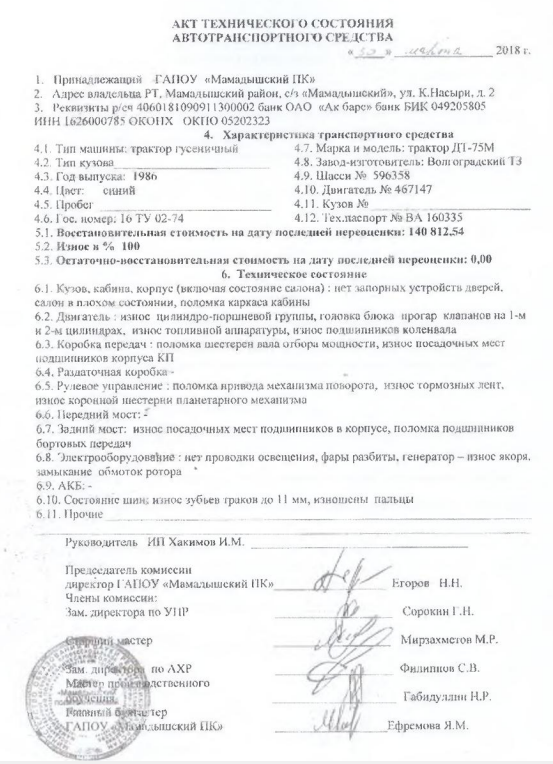 АКТ ТЕХНИЧЕСКОГО СОСТОЯНИЯ
АВТОТРАНСПОРТНОГО СРЕДСТВА
« 30 » марта 2018 г.
1. Принадлежащий ГАПОУ «Мамадышский ПК»
2. Адрес владельца РТ, Мамадышский район, с/з «Мамадышский», ул. К.Насыри, д. 2
3. Реквизиты р/сч 4060181090911300002 банк ОАО «Ак барс» банк БИК 049205805
ИНН 1626000785 ОКОНХ ОКПО 05202323
4. Характеристика транспортного средства
4.1. Тип машины: трактор гусеничный
4.2. Тип кузова
4.3. Год выпуска: 1986
4.4. Цвет: синий
4.5. Пробег
4.6. Гос. номер: 16 ТУ 02-74
4.7. Марка и модель: трактор ДТ-75М
4.8. Завод-изготовитель: Волгоградский ТЗ
4.9. Шасси № 596358
4.10. Двигатель № 467147
4.11. Кузов №
4.12. Тех.паспорт № ВА 160335
5.1. Восстановительная стоимость на дату последней переоценки: 140 812.54
5.2. Износ в % 100
5.3. Остаточно-восстановительная стоимость на дату последней переоценки: 0,00
6. Техническое состояние
6.1. Кузов, кабина, корпус (включая состояние салона) : нет запорных устройств дверей,
салон в плохом состоянии, поломка каркаса кабины
6.2. Двигатель : износ цилиндро-поршневой группы, головка блока прогар клапанов на 1-м
и 2-м цилиндрах, износ топливной аппаратуры, износ подшипников коленвала
6.3. Коробка передач : поломка шестерен вала отбора мощности, износ посадочных мест
подшипников корпуса КП
6.4. Раздаточная коробка -
6.5. Рулевое управление : поломка привода механизма поворота, износ тормозных лент,
износ коронной шестерни планетарного механизма
6.6. Передний мост: -
6.7. Задний мост: износ посадочных мест подшипников в корпусе, поломка подшипников
бортовых передач
6.8. Электрооборудование : нет проводки освещения, фары разбиты, генератор – износ якоря,
замыкание обмоток ротора
6.9. АКБ: -
6.10. Состояние шин: износ зубьев траков до 11 мм, изношены пальцы
6.11. Прочие
Руководитель ИП Хакимов И.М.
Председатель комиссии
директор ГАПОУ «Мамадышский ПК» Егоров Н.Н.
Члены комиссии:
Зам. директора по УПР Сорокин Г.Н.
Старший мастер Мирзахметов М.Р.
Зам. директора по АХР Филипков С.В.
Мастер производственного
обучения Габидуллин Н.Р.
Главный бухгалтер
ГАПОУ «Мамадышский ПК» Ефремова Я.М.